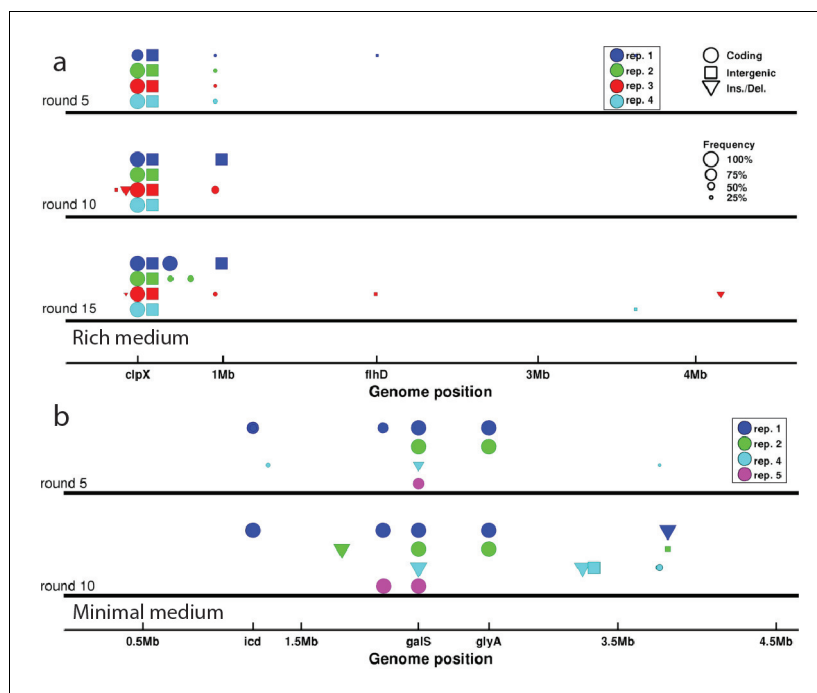 a
rep. 1
rep. 2
rep. 3
rep. 4
Coding
Intergenic
Ins./Del.
round 5
Frequency
100%
75%
50%
25%
round 10
round 15
Rich medium
clpX 1Mb flhD 3Mb 4Mb
Genome position
b
rep. 1
rep. 2
rep. 4
rep. 5
round 5
round 10
Minimal medium
0.5Mb icd 1.5Mb galS glyA 3.5Mb 4.5Mb
Genome position